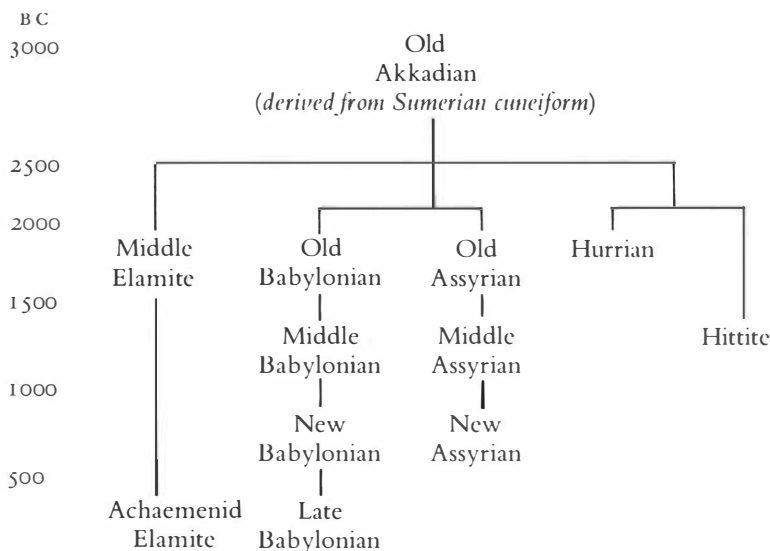 BC
3000
Old
Akkadian
(derived from Sumerian cuneiform)
2500
2000
Middle
Elamite
Old
Babylonian
Old
Assyrian
Hurrian
1500
Middle
Babylonian
Middle
Assyrian
Hittite
1000
New
Babylonian
New
Assyrian
500
Achaemenid
Elamite
Late
Babylonian